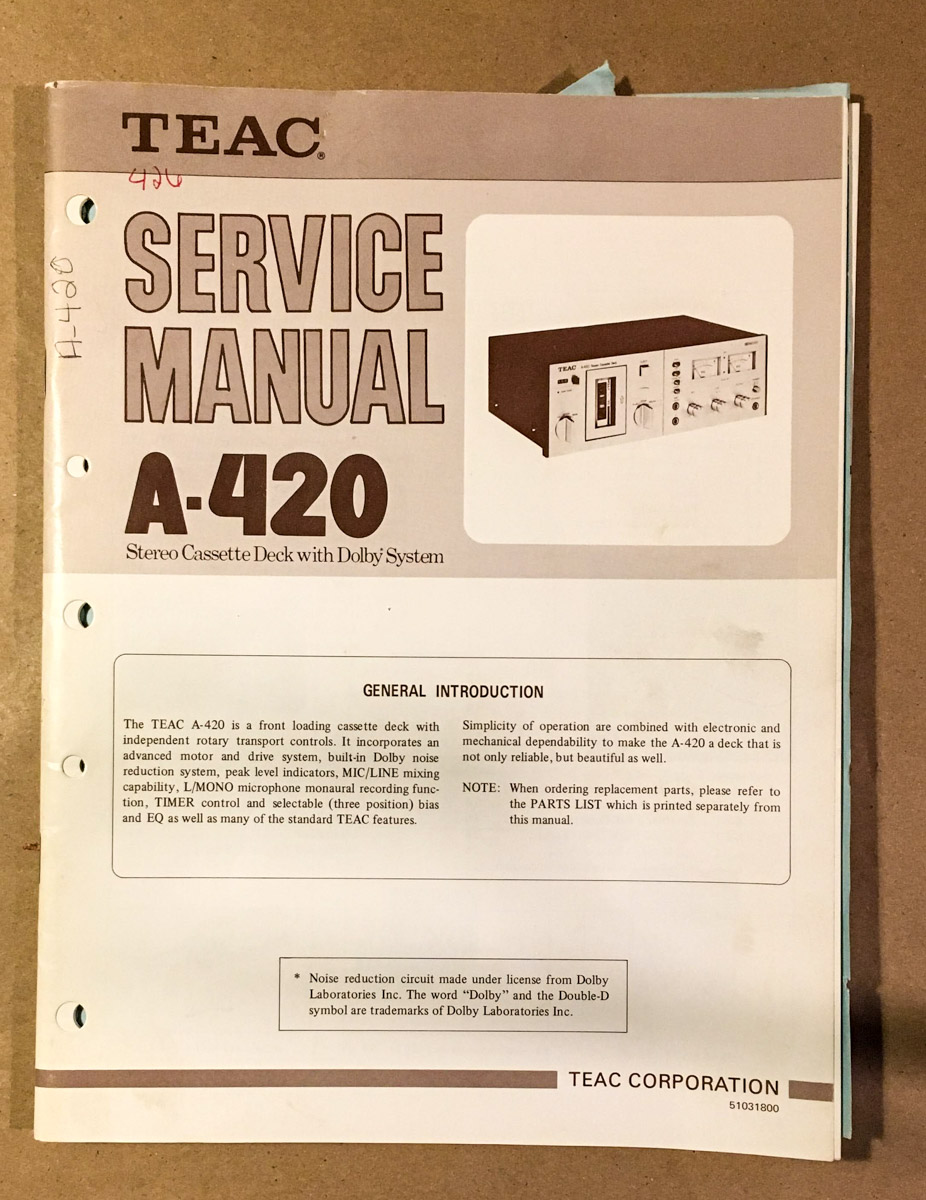 TEAC®
426
SERVICE
MANUAL
A-420
A-420
Stereo Cassette Deck with Dolby* System
TEAC
GENERAL INTRODUCTION
The TEAC A-420 is a front loading cassette deck with
independent rotary transport controls. It incorporates an
advanced motor and drive system, built-in Dolby noise
reduction system, peak level indicators, MIC/LINE mixing
capability, L/MONO microphone monaural recording func-
tion, TIMER control and selectable (three position) bias
and EQ as well as many of the standard TEAC features.
Simplicity of operation are combined with electronic and
mechanical dependability to make the A-420 a deck that is
not only reliable, but beautiful as well.
NOTE: When ordering replacement parts, please refer to
the PARTS LIST which is printed separately from
this manual.
* Noise reduction circuit made under license from Dolby
Laboratories Inc. The word “Dolby” and the Double-D
symbol are trademarks of Dolby Laboratories Inc.
TEAC CORPORATION
51031800